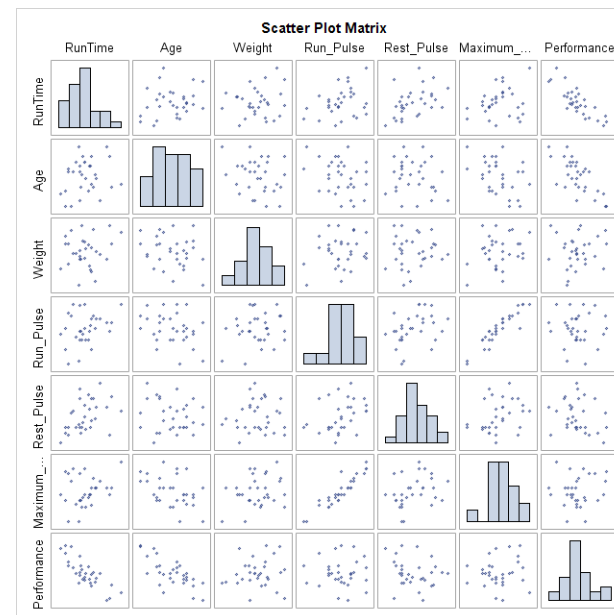 Scatter Plot Matrix
RunTime Age Weight Run_Pulse Rest_Pulse Maximum_... Performance
RunTime
Age
Weight
Run_Pulse
Rest_Pulse
Maximum_...
Performance